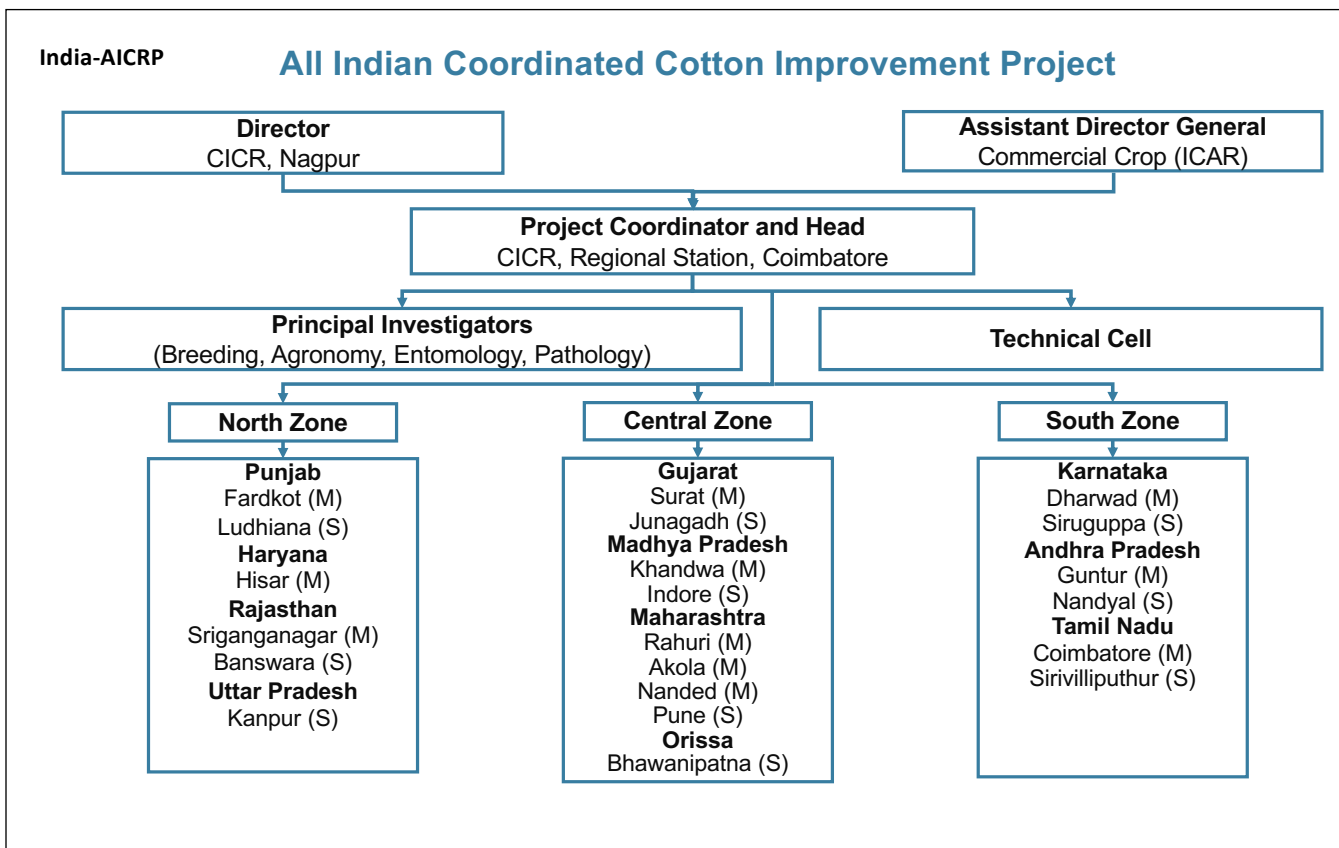 India-AICRP
All Indian Coordinated Cotton Improvement Project
Director
CICR, Nagpur
Assistant Director General
Commercial Crop (ICAR)
Project Coordinator and Head
CICR, Regional Station, Coimbatore
Principal Investigators
(Breeding, Agronomy, Entomology, Pathology)
Technical Cell
North Zone
Central Zone
South Zone
Punjab
Fardkot (M)
Ludhiana (S)
Haryana
Hisar (M)
Rajasthan
Sriganganagar (M)
Banswara (S)
Uttar Pradesh
Kanpur (S)
Gujarat
Surat (M)
Junagadh (S)
Madhya Pradesh
Khandwa (M)
Indore (S)
Maharashtra
Rahuri (M)
Akola (M)
Nanded (M)
Pune (S)
Orissa
Bhawanipatna (S)
Karnataka
Dharwad (M)
Siruguppa (S)
Andhra Pradesh
Guntur (M)
Nandyal (S)
Tamil Nadu
Coimbatore (M)
Sirivilliputhur (S)